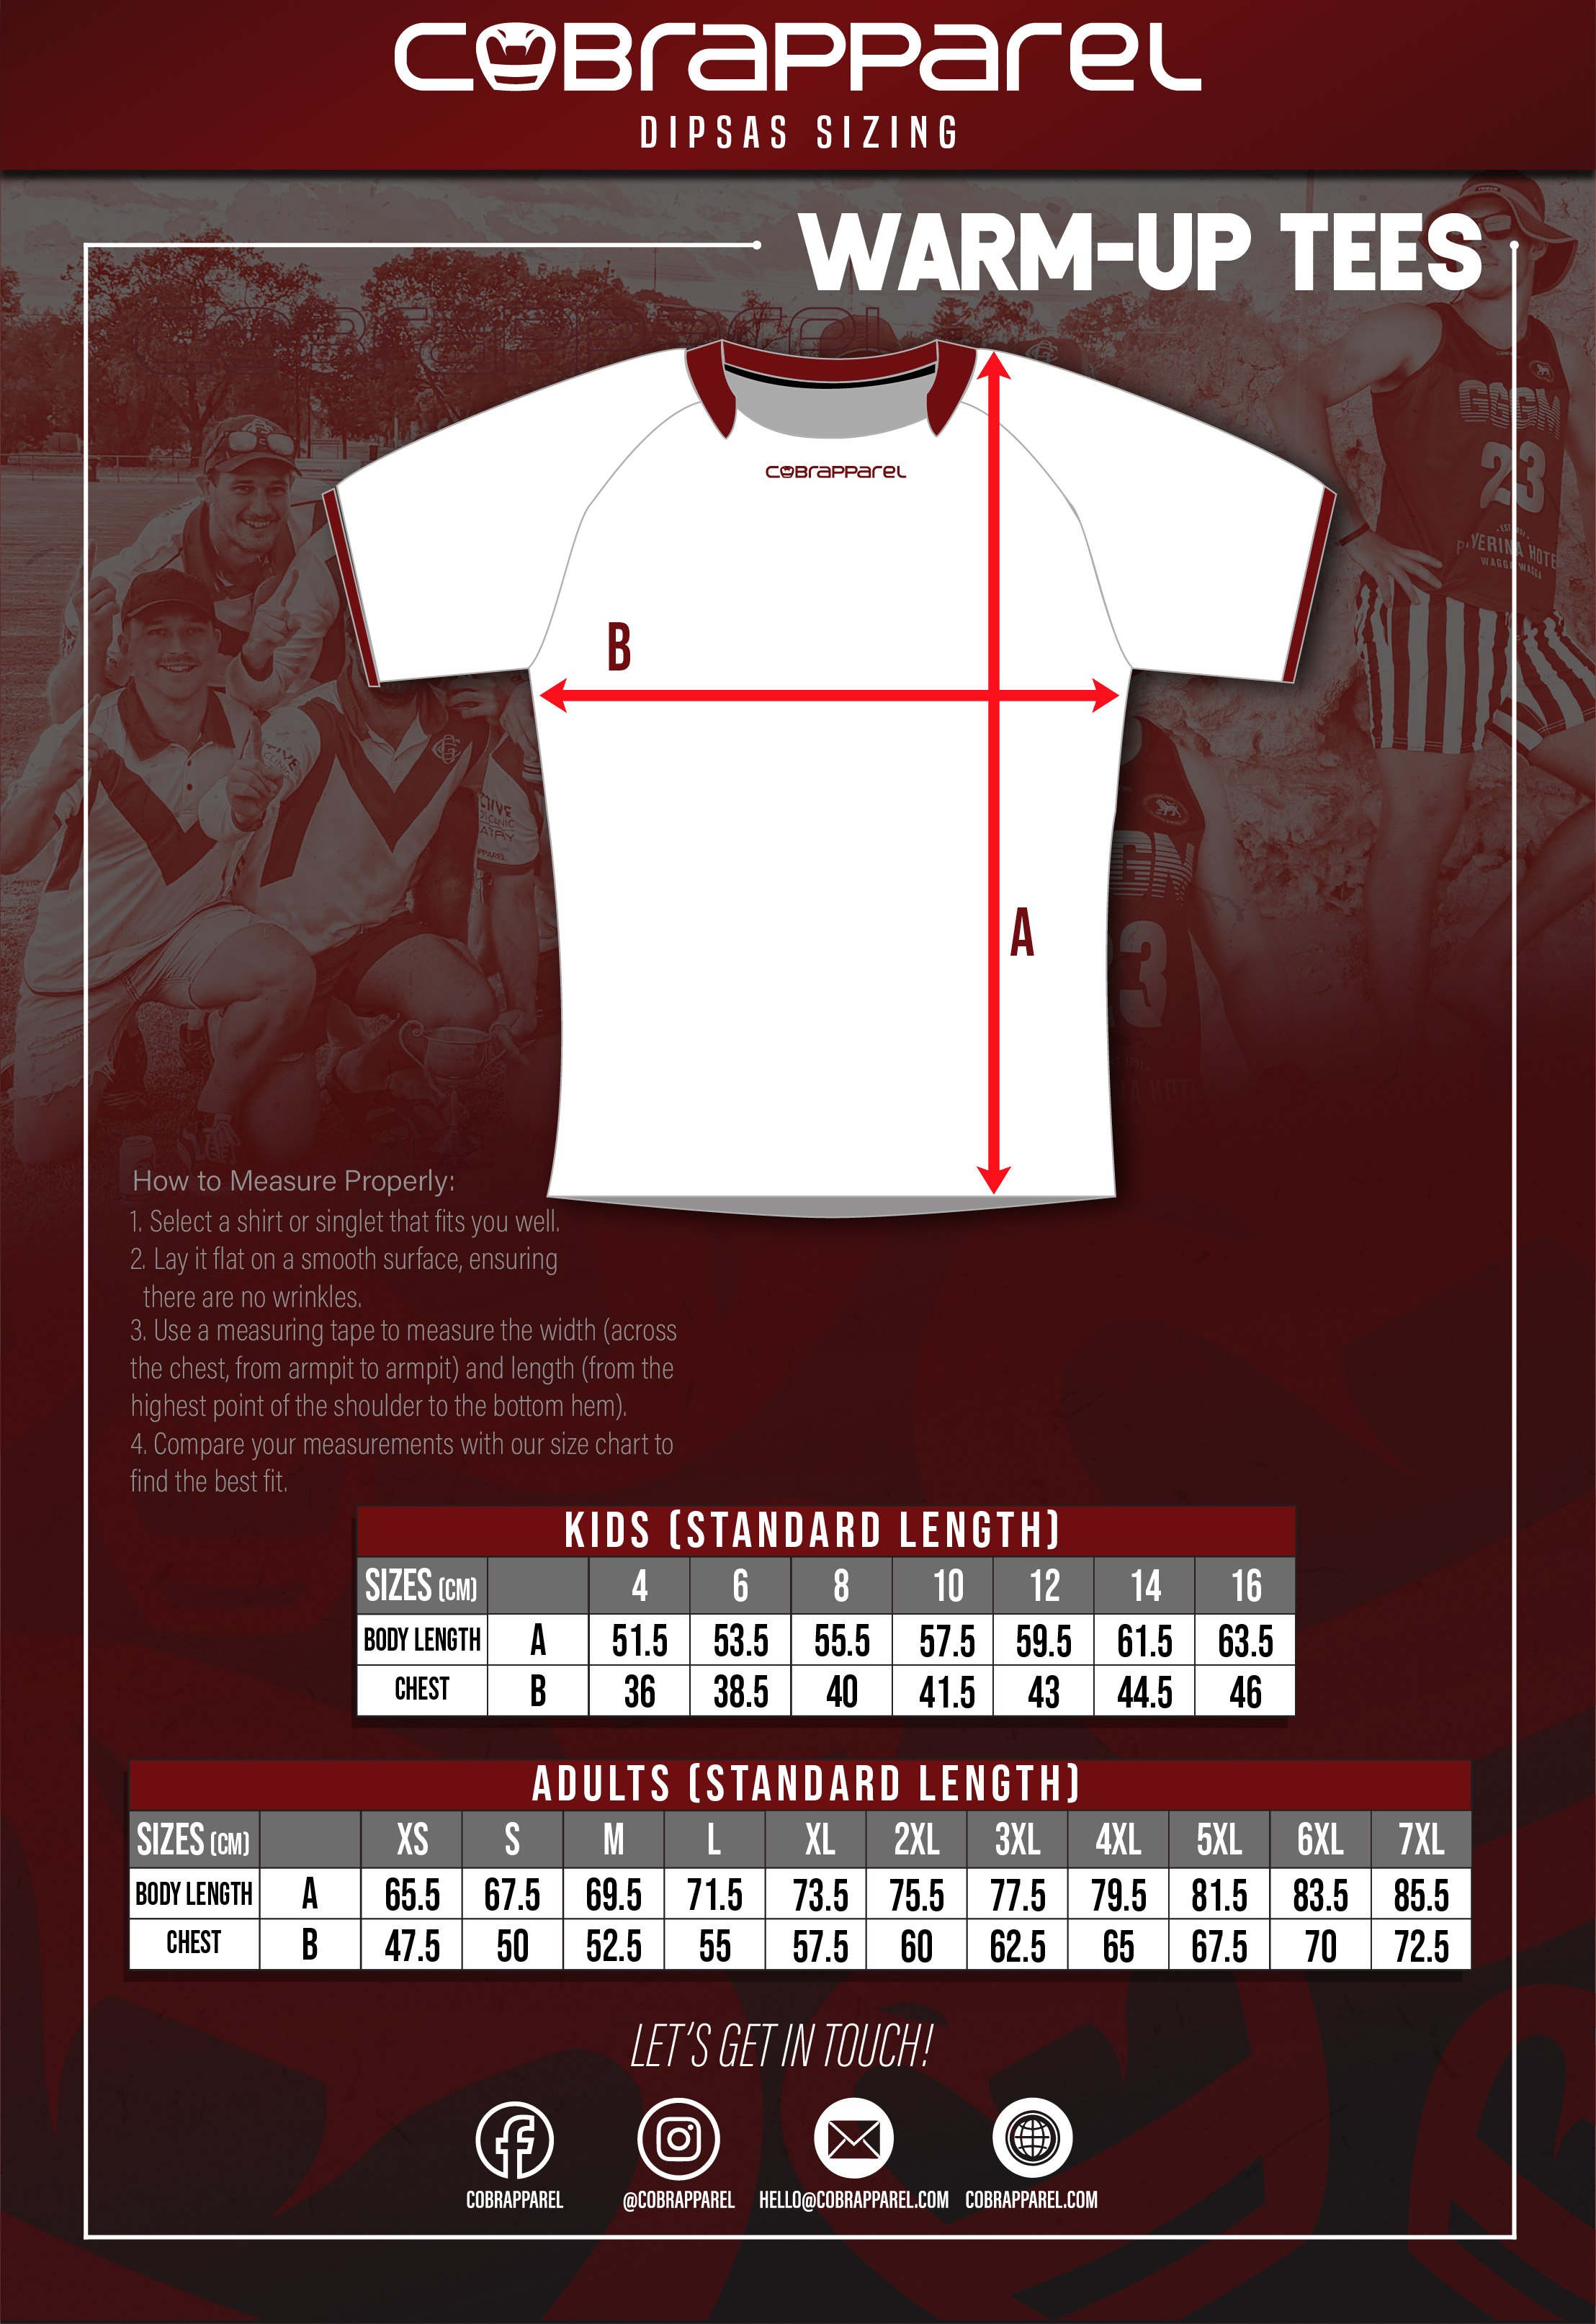 COBRAPPAREL
DIPSAS SIZING
WARM-UP TEES
COBRAPPAREL
GGGM
23
WAGGA WAGGA
B
A
How to Measure Properly:
1. Select a shirt or singlet that fits you well.
2. Lay it flat on a smooth surface, ensuring
there are no wrinkles.
3. Use a measuring tape to measure the width (across
the chest, from armpit to armpit) and length (from the
highest point of the shoulder to the bottom hem).
4. Compare your measurements with our size chart to
find the best fit.
KIDS (STANDARD LENGTH)
SIZES (CM) 4 6 8 10 12 14 16
BODY LENGTH A 51.5 53.5 55.5 57.5 59.5 61.5 63.5
CHEST B 36 38.5 40 41.5 43 44.5 46
ADULTS (STANDARD LENGTH)
SIZES (CM) XS S M L XL 2XL 3XL 4XL 5XL 6XL 7XL
BODY LENGTH A 65.5 67.5 69.5 71.5 73.5 75.5 77.5 79.5 81.5 83.5 85.5
CHEST B 47.5 50 52.5 55 57.5 60 62.5 65 67.5 70 72.5
LET'S GET IN TOUCH!
COBRAPPAREL @COBRAPPAREL HELLO@COBRAPPAREL.COM COBRAPPAREL.COM